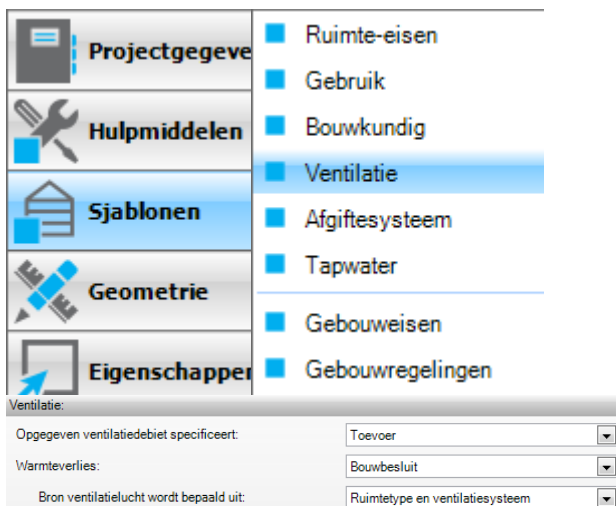 Projectgegeve
Hulpmiddelen
Sjablonen
Geometrie
Eigenschapper
Ruimte-eisen
Gebruik
Bouwkundig
Ventilatie
Afgiftesysteem
Tapwater
Gebouweisen
Gebouwregelingen
Ventilatie:
Opgegeven ventilatiedebiet specificeert: Toevoer
Warmteverlies: Bouwbesluit
Bron ventilatielucht wordt bepaald uit: Ruimtetype en ventilatiesysteem